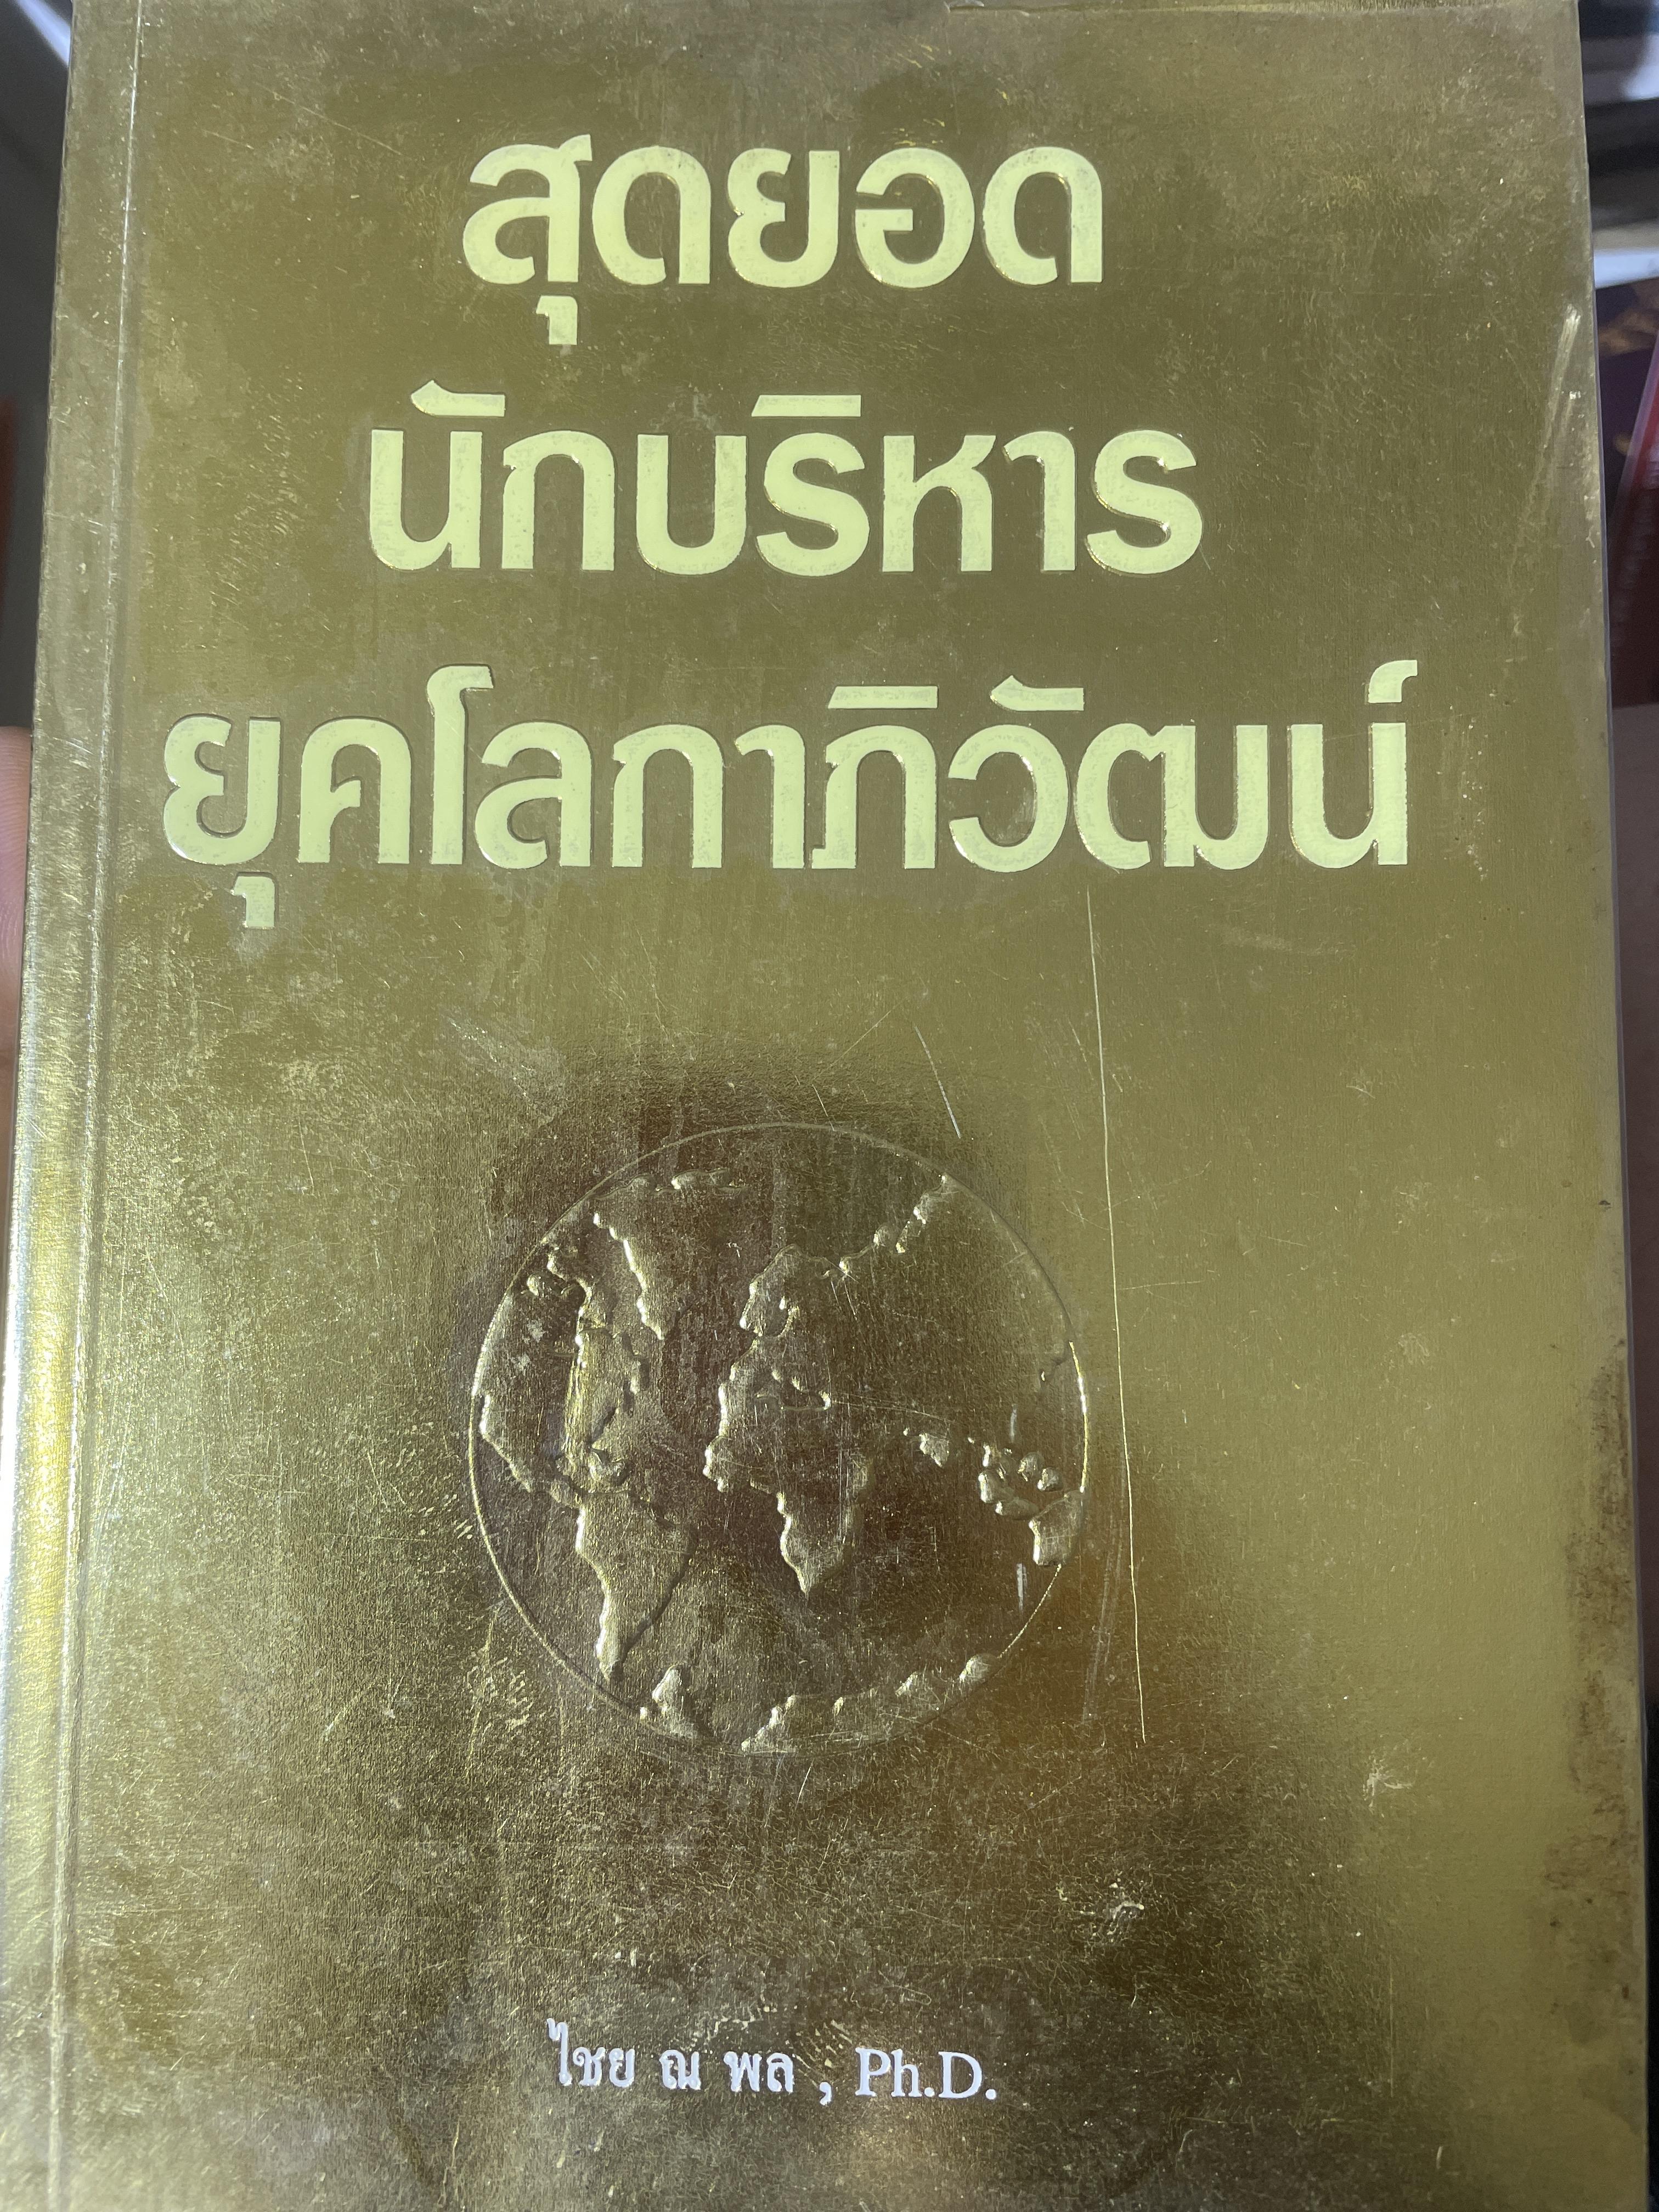 สุดยอด
นักบริหาร
ยุคโลกาภิวัฒน์
ไชย ณ พล , Ph.D.